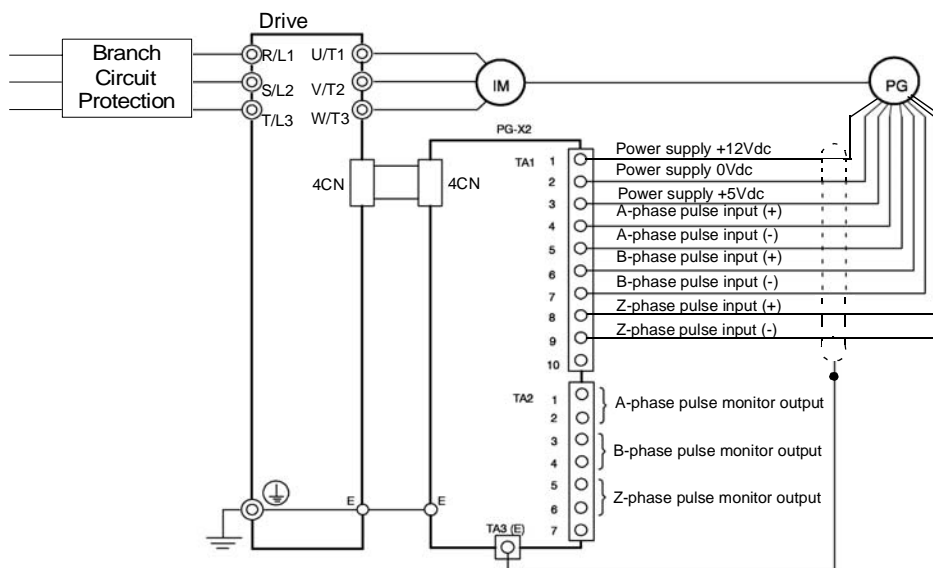 Drive
Branch
Circuit
Protection
R/L1 U/T1
S/L2 V/T2
T/L3 W/T3
IM
PG
PG-X2
4CN 4CN
TA1
1 Power supply +12Vdc
2 Power supply 0Vdc
3 Power supply +5Vdc
4 A-phase pulse input (+)
5 A-phase pulse input (-)
6 B-phase pulse input (+)
7 B-phase pulse input (-)
8 Z-phase pulse input (+)
9 Z-phase pulse input (-)
10
TA2
1
2
A-phase pulse monitor output
3
4
B-phase pulse monitor output
5
6
Z-phase pulse monitor output
7
E E
TA3 (E)